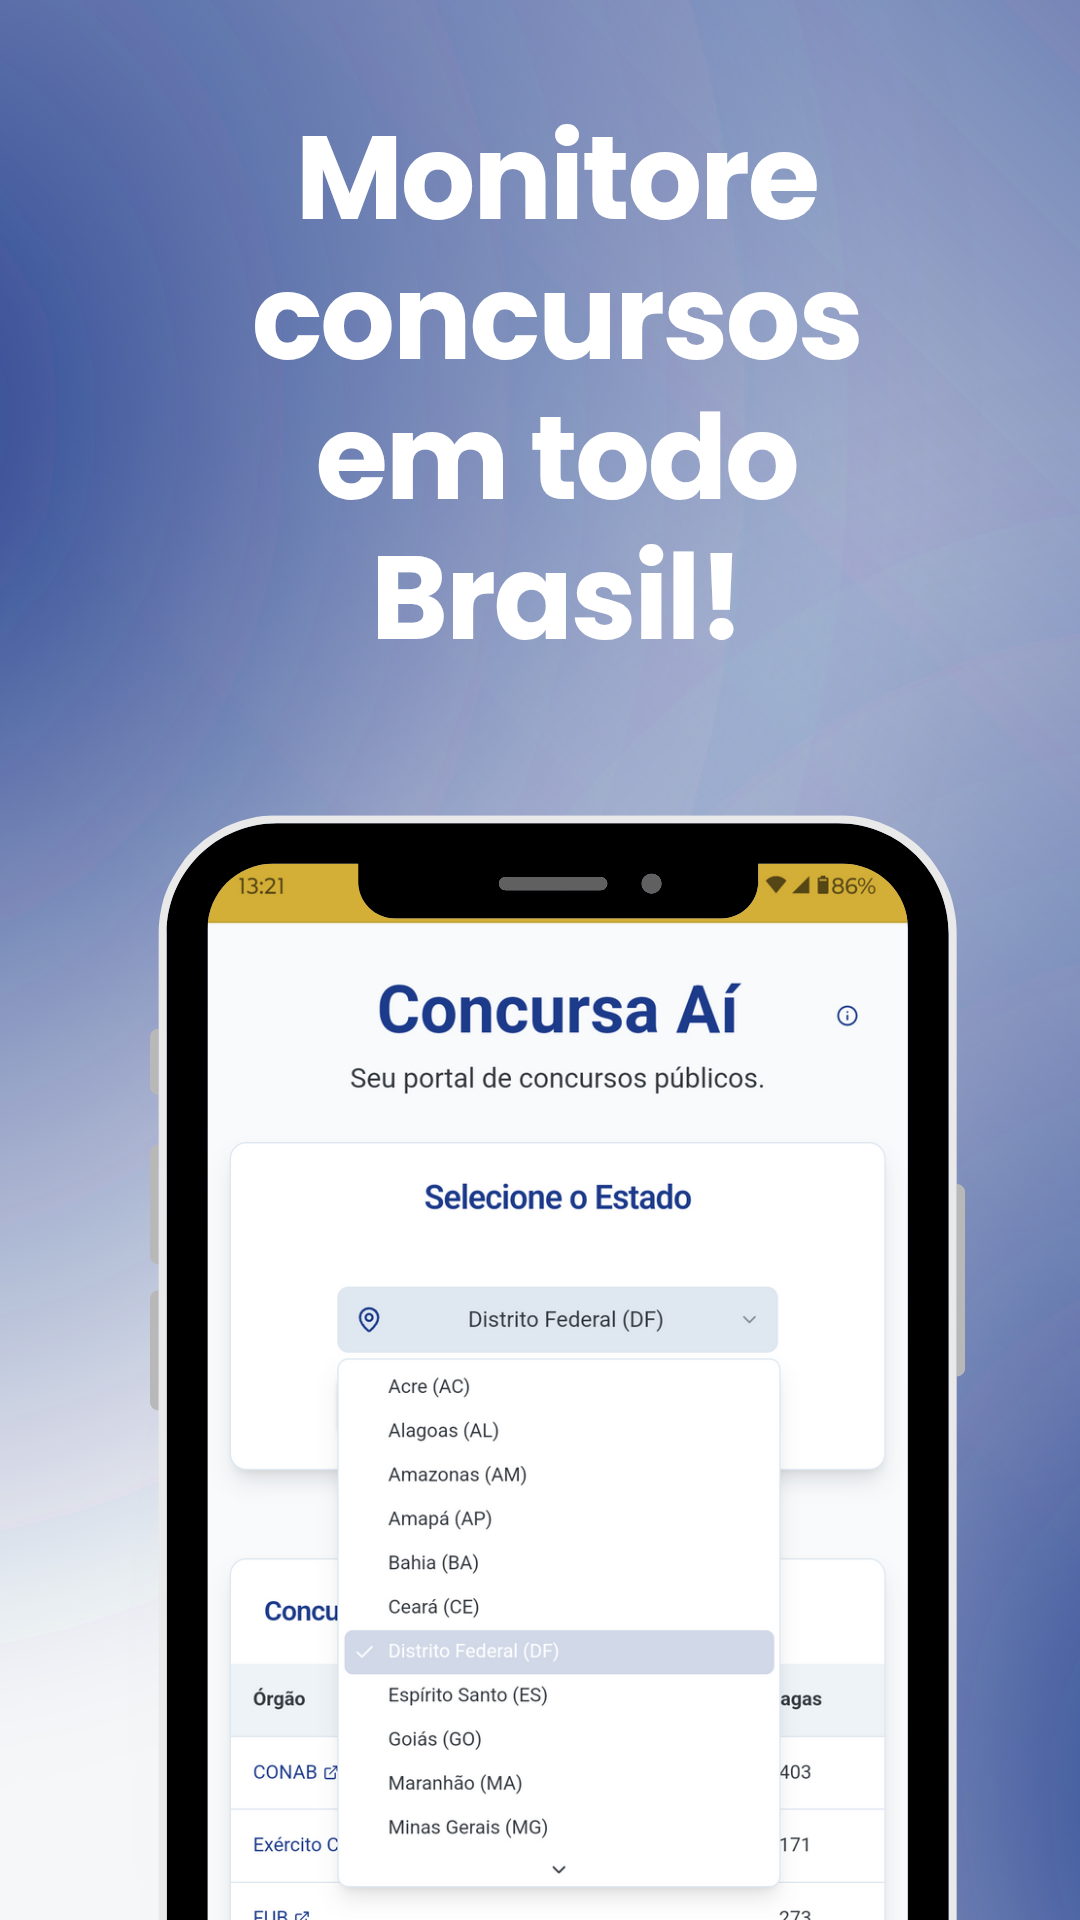 Monitore
concursos
em todo
Brasil!
13:21
86%
Concursa Aí
Seu portal de concursos públicos.
Selecione o Estado
Distrito Federal (DF)
Acre (AC)
Alagoas (AL)
Amazonas (AM)
Amapá (AP)
Bahia (BA)
Ceará (CE)
Distrito Federal (DF)
Espírito Santo (ES)
Goiás (GO)
Maranhão (MA)
Minas Gerais (MG)
Concu
Órgão agas
CONAB 403
Exército C 171
FUB 273